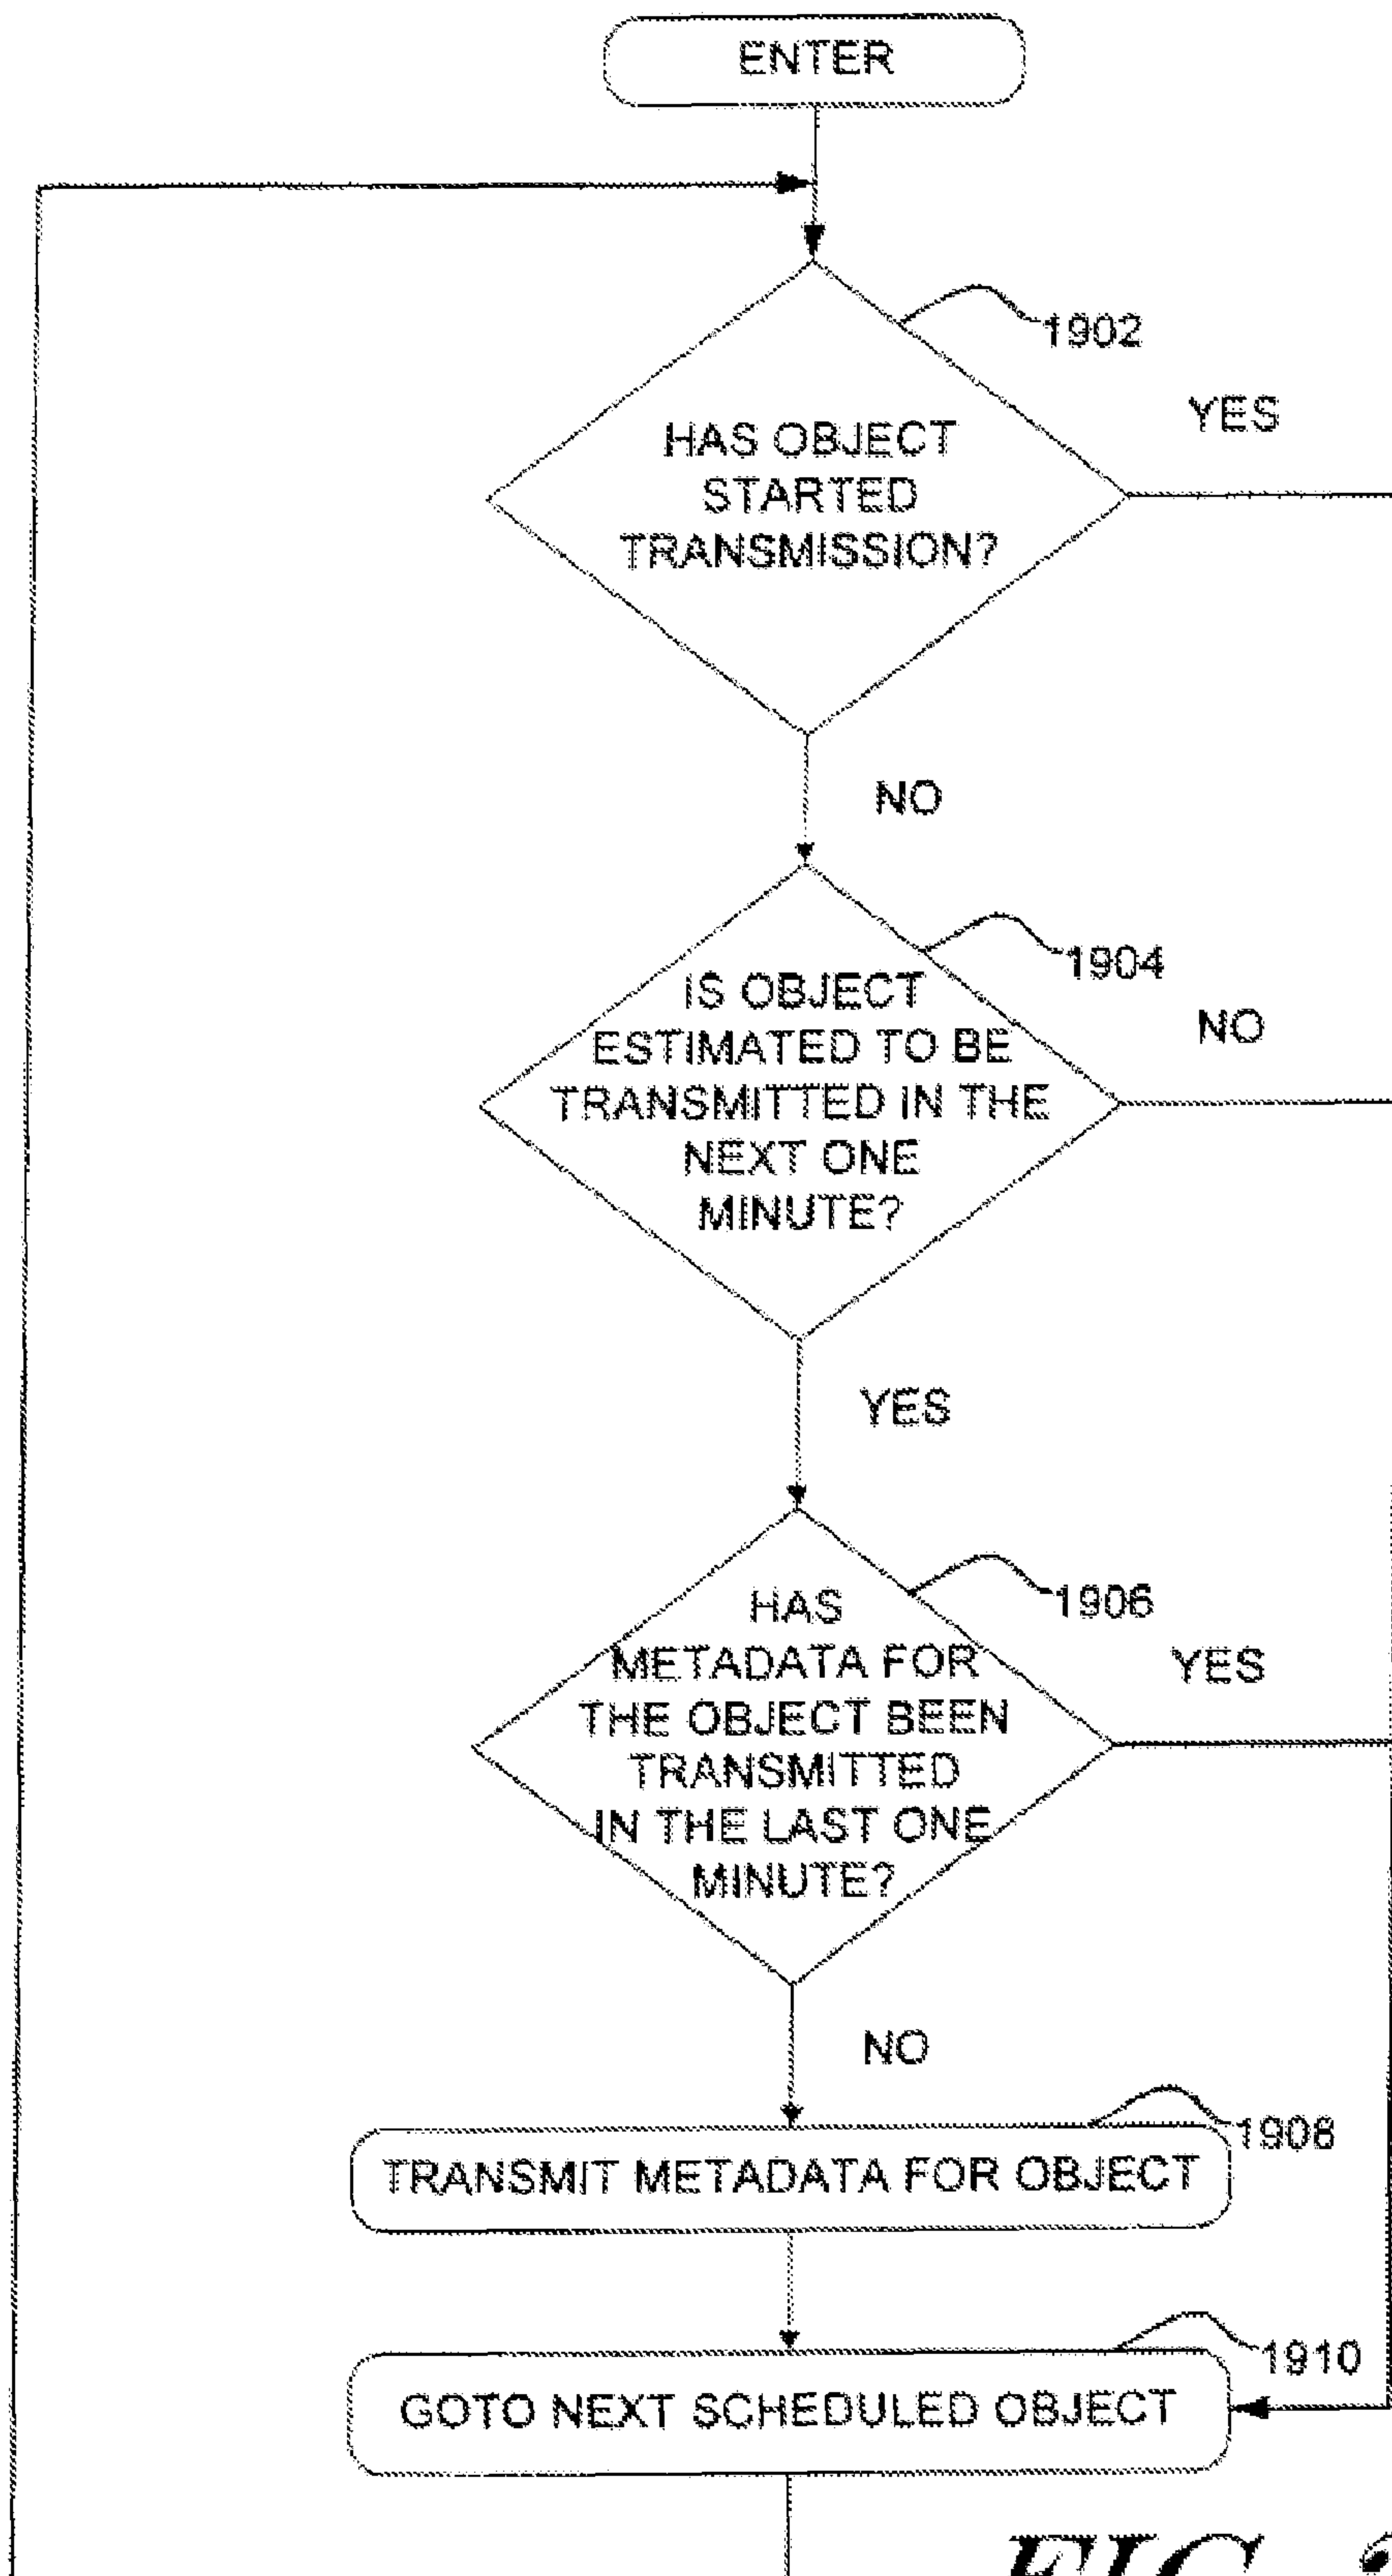 ENTER
1902
YES
HAS OBJECT
STARTED
TRANSMISSION?
NO
1904
IS OBJECT
ESTIMATED TO BE
TRANSMITTED IN THE
NEXT ONE
MINUTE?
NO
YES
1906
HAS
METADATA FOR
THE OBJECT BEEN
TRANSMITTED
IN THE LAST ONE
MINUTE?
YES
NO
1908
TRANSMIT METADATA FOR OBJECT
1910
GOTO NEXT SCHEDULED OBJECT
FIG.